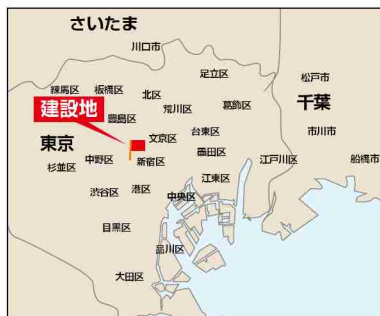 さいたま
川口市
足立区
松戸市
練馬区
板橋区
北区
葛飾区
千葉
建設地
荒川区
豊島区
台東区
市川市
東京
文京区
墨田区
杉並区
中野区
新宿区
江戸川区
船橋市
江東区
渋谷区
港区
中央区
目黒区
品川区
大田区